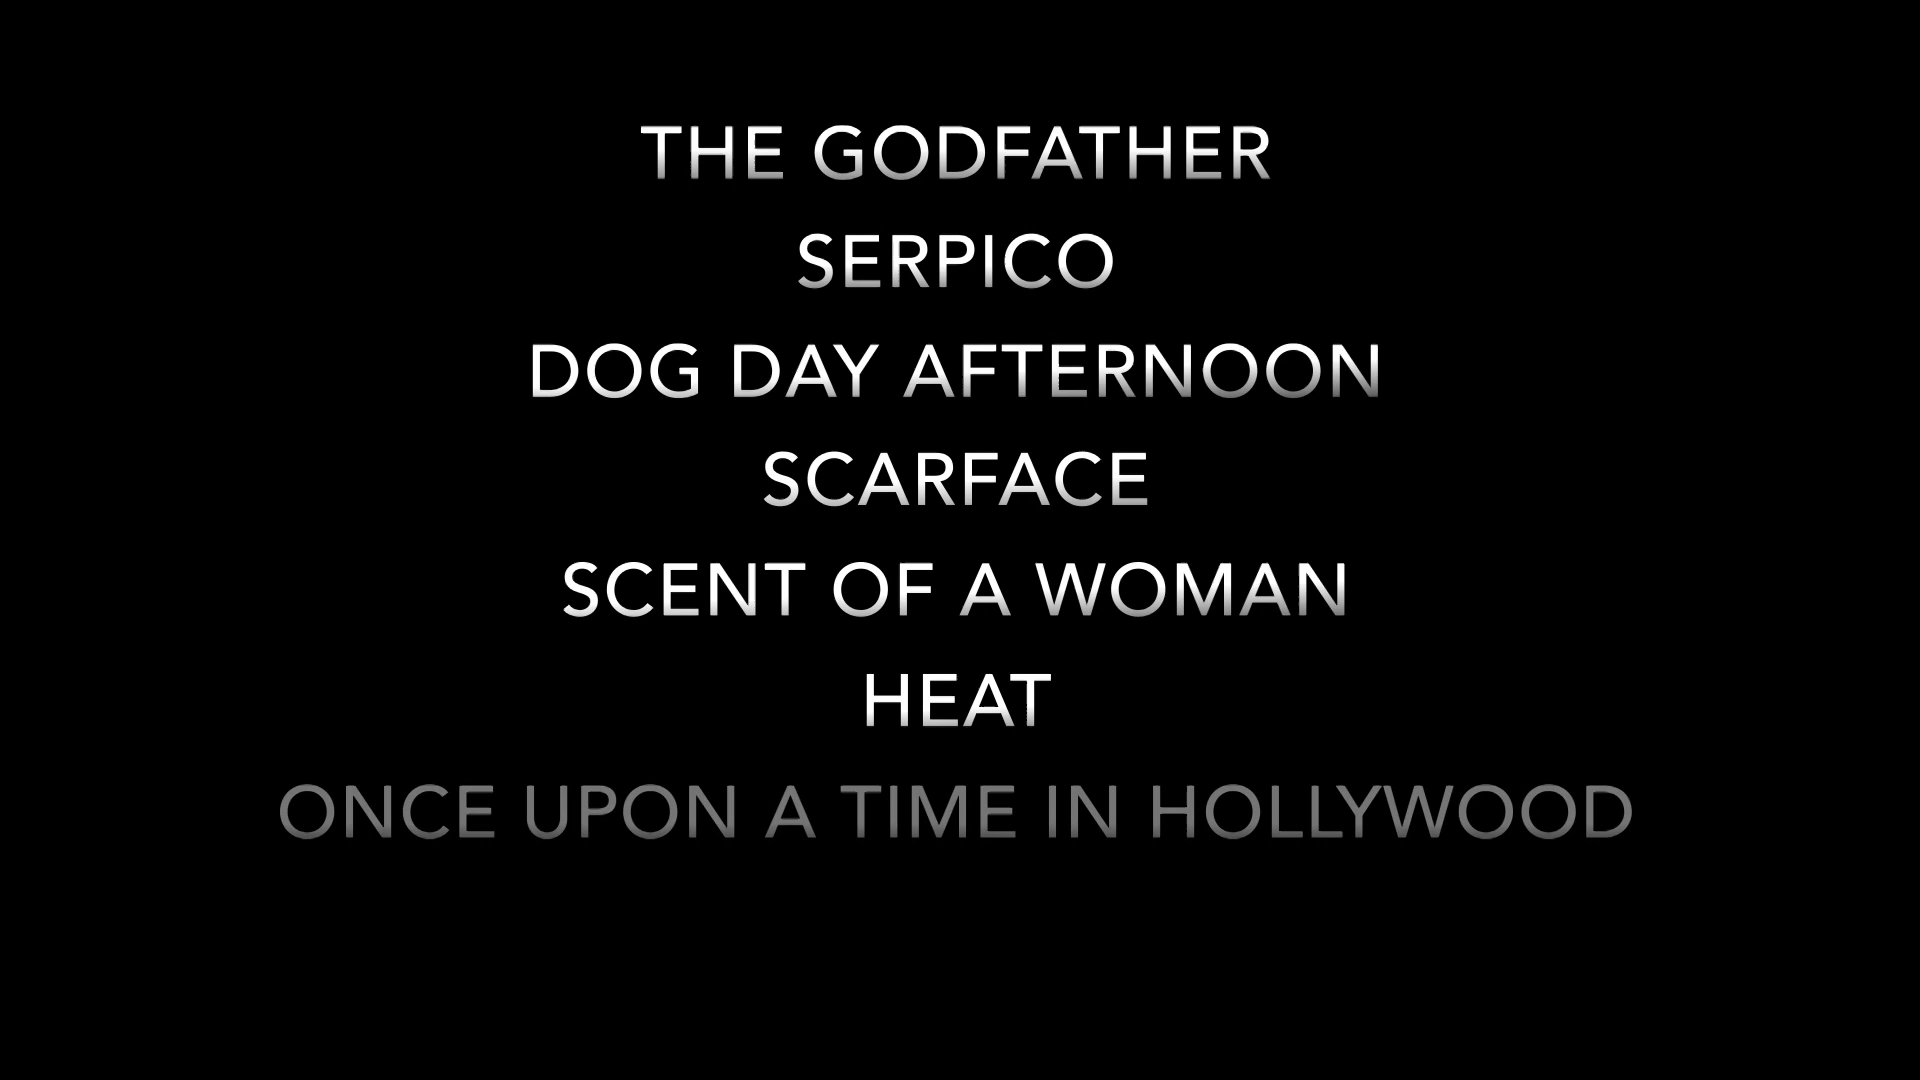 THE GODFATHER
SERPICO
DOG DAY AFTERNOON
SCARFACE
SCENT OF A WOMAN
HEAT
ONCE UPON A TIME IN HOLLYWOOD